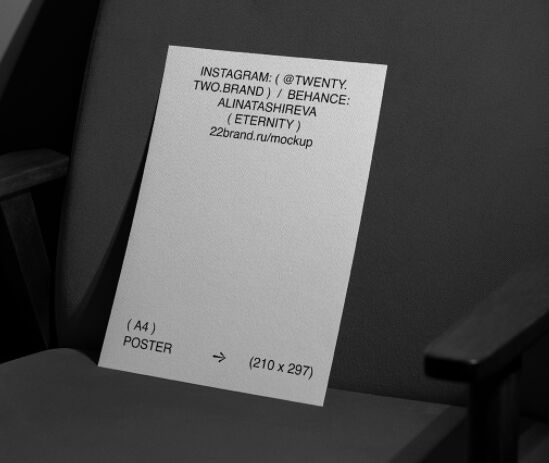 INSTAGRAM: ( @TWENTY.
TWO.BRAND ) / BEHANCE:
ALINATASHIREVA
( ETERNITY )
22brand.ru/mockup
( A4 )
POSTER → (210 x 297)